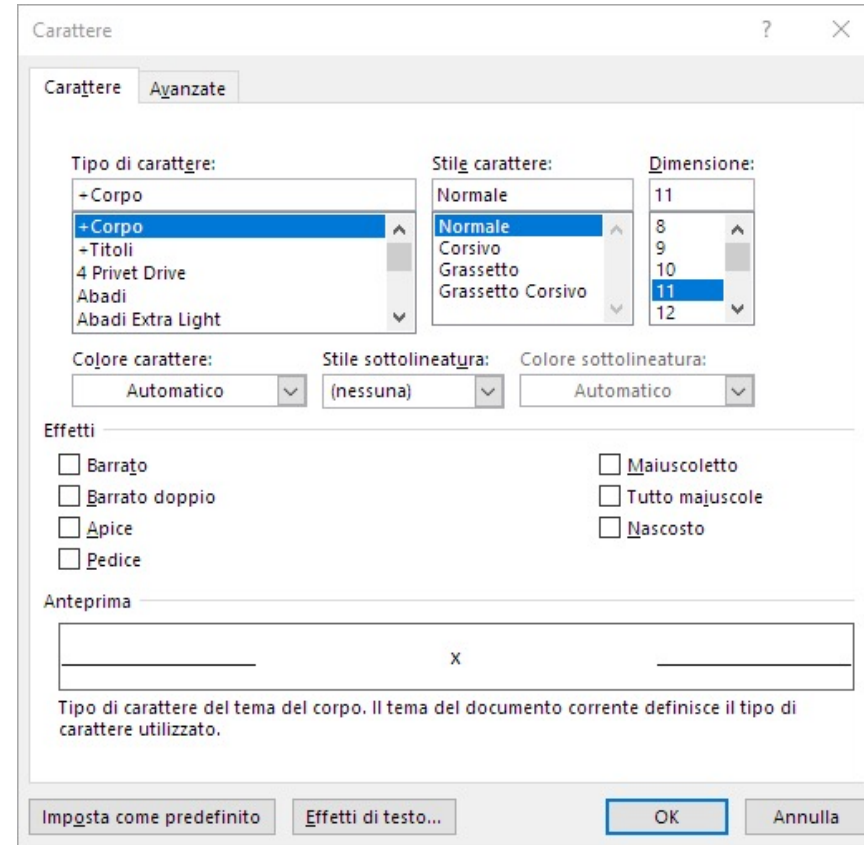 Carattere
Carattere Avanzate
Tipo di carattere: Stile carattere: Dimensione:
+Corpo Normale 11
+Corpo Normale 8
+Titoli Corsivo 9
4 Privet Drive Grassetto 10
Abadi Grassetto Corsivo 11
Abadi Extra Light 12
Colore carattere: Stile sottolineatura: Colore sottolineatura:
Automatico (nessuna) Automatico
Effetti
Barrato Maiuscoletto
Barrato doppio Tutto maiuscole
Apice Nascosto
Pedice
Anteprima
x
Tipo di carattere del tema del corpo. Il tema del documento corrente definisce il tipo di
carattere utilizzato.
Imposta come predefinito Effetti di testo... OK Annulla